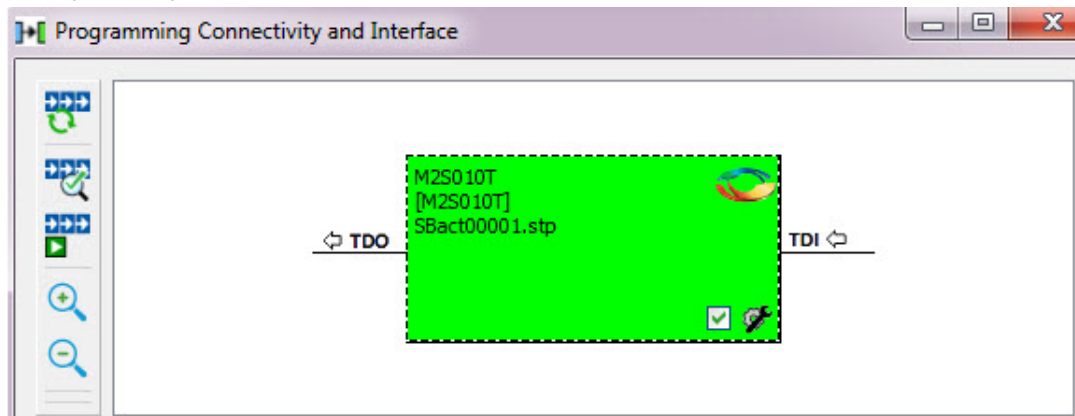 Programming Connectivity and Interface
M2S010T
[M2S010T]
SBact00001.stp
TDO
TDI